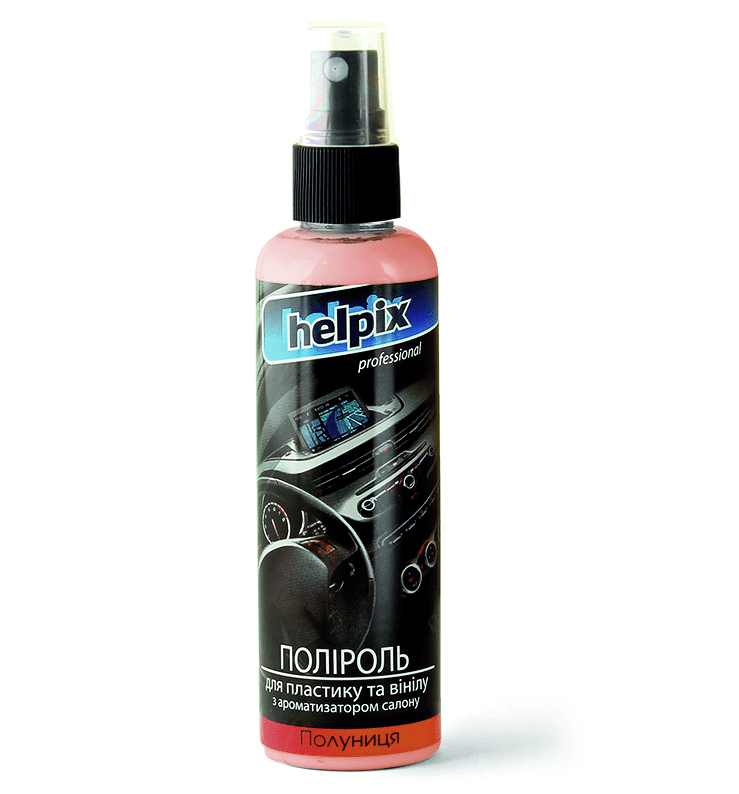 helpix
professional
ПОЛІРОЛЬ
для пластику та вінілу
з ароматизатором салону
Полуниця